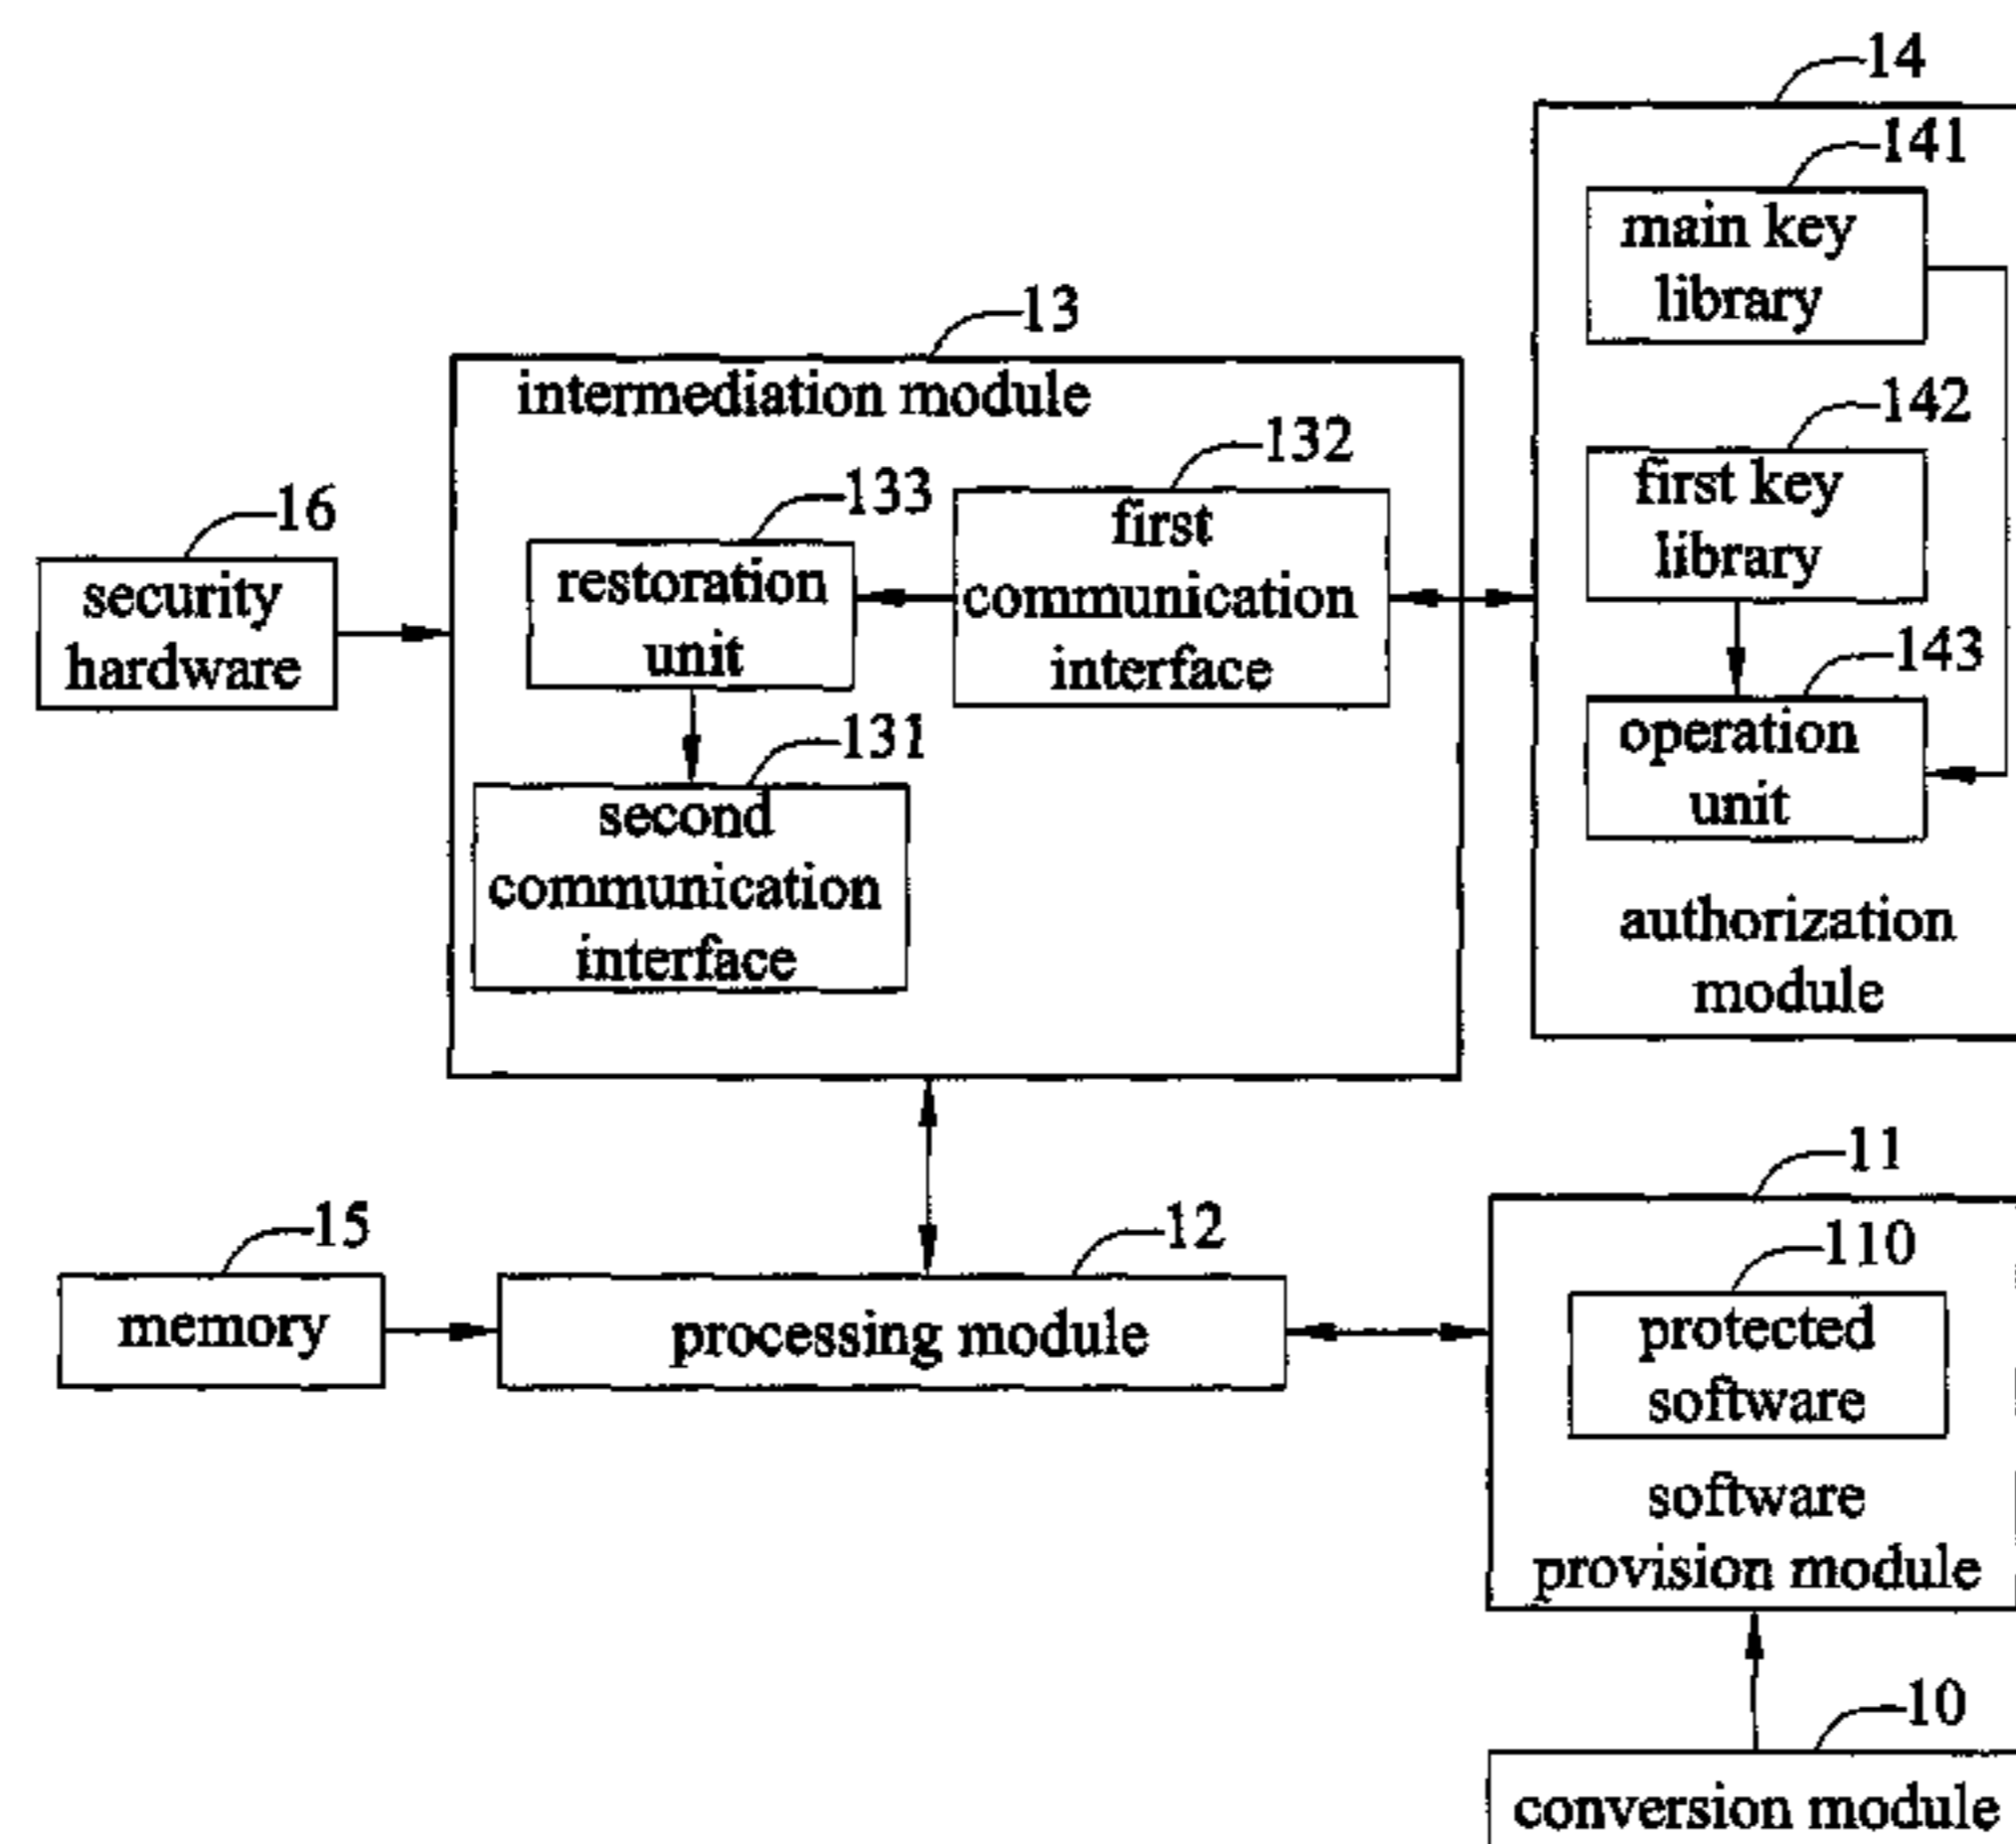 14
141
main key
library
13
intermediation module
142
first key
library
132
first
communication
interface
133
restoration
unit
16
security
hardware
143
operation
unit
131
second
communication
interface
authorization
module
11
110
protected
software
software
provision module
15
memory
12
processing module
10
conversion module